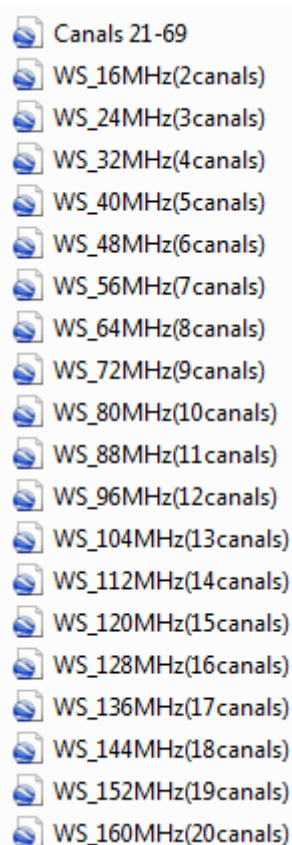 Canals 21-69
WS_16MHz(2canals)
WS_24MHz(3canals)
WS_32MHz(4canals)
WS_40MHz(5canals)
WS_48MHz(6canals)
WS_56MHz(7canals)
WS_64MHz(8canals)
WS_72MHz(9canals)
WS_80MHz(10canals)
WS_88MHz(11canals)
WS_96MHz(12canals)
WS_104MHz(13canals)
WS_112MHz(14canals)
WS_120MHz(15canals)
WS_128MHz(16canals)
WS_136MHz(17canals)
WS_144MHz(18canals)
WS_152MHz(19canals)
WS_160MHz(20canals)